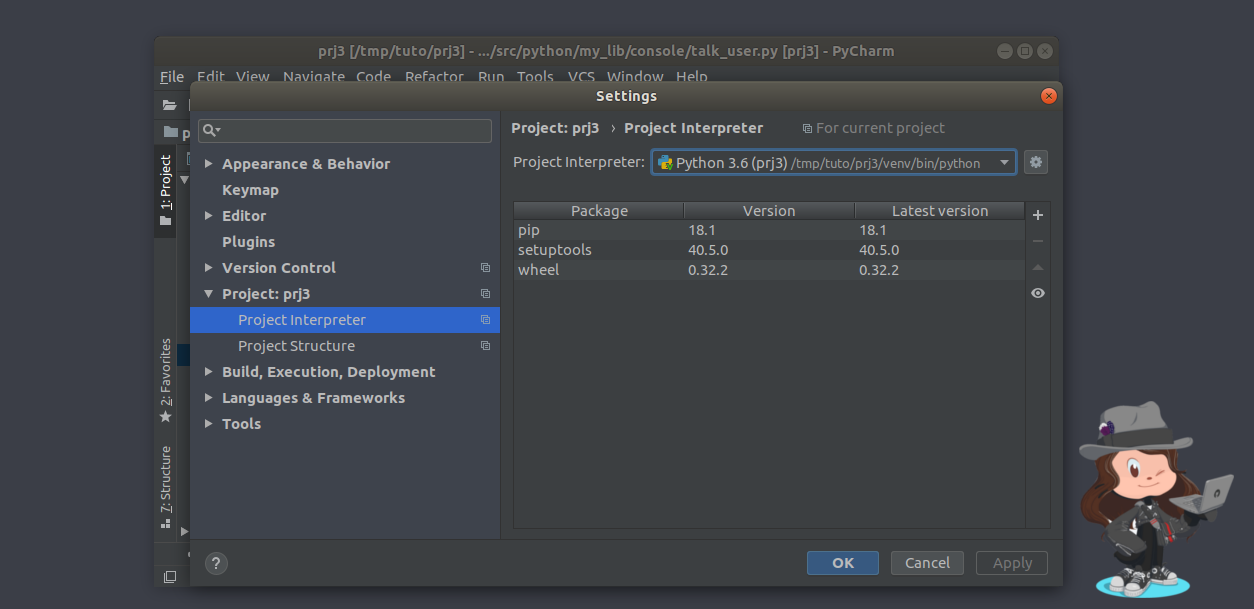 prj3 [/tmp/tuto/prj3] - .../src/python/my_lib/console/talk_user.py [prj3] - PyCharm
File Edit View Navigate Code Refactor Run Tools VCS Window Help
Settings
p
1: Project
2: Favorites
7: Structure
Appearance & Behavior
Keymap
Editor
Plugins
Version Control
Project: prj3
Project Interpreter
Project Structure
Build, Execution, Deployment
Languages & Frameworks
Tools
Project: prj3 › Project Interpreter For current project
Project Interpreter: Python 3.6 (prj3) /tmp/tuto/prj3/venv/bin/python
Package Version Latest version
pip 18.1 18.1
setuptools 40.5.0 40.5.0
wheel 0.32.2 0.32.2
? OK Cancel Apply